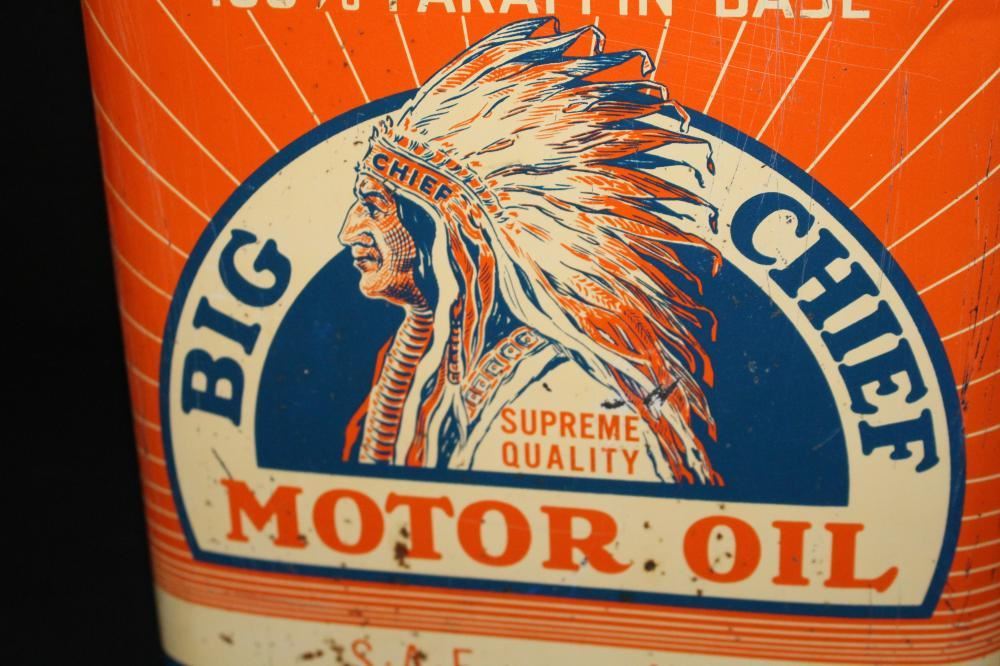 100% PARAFFIN BASE
CHIEF
BIG CHIEF
SUPREME
QUALITY
MOTOR OIL
S.A.E.